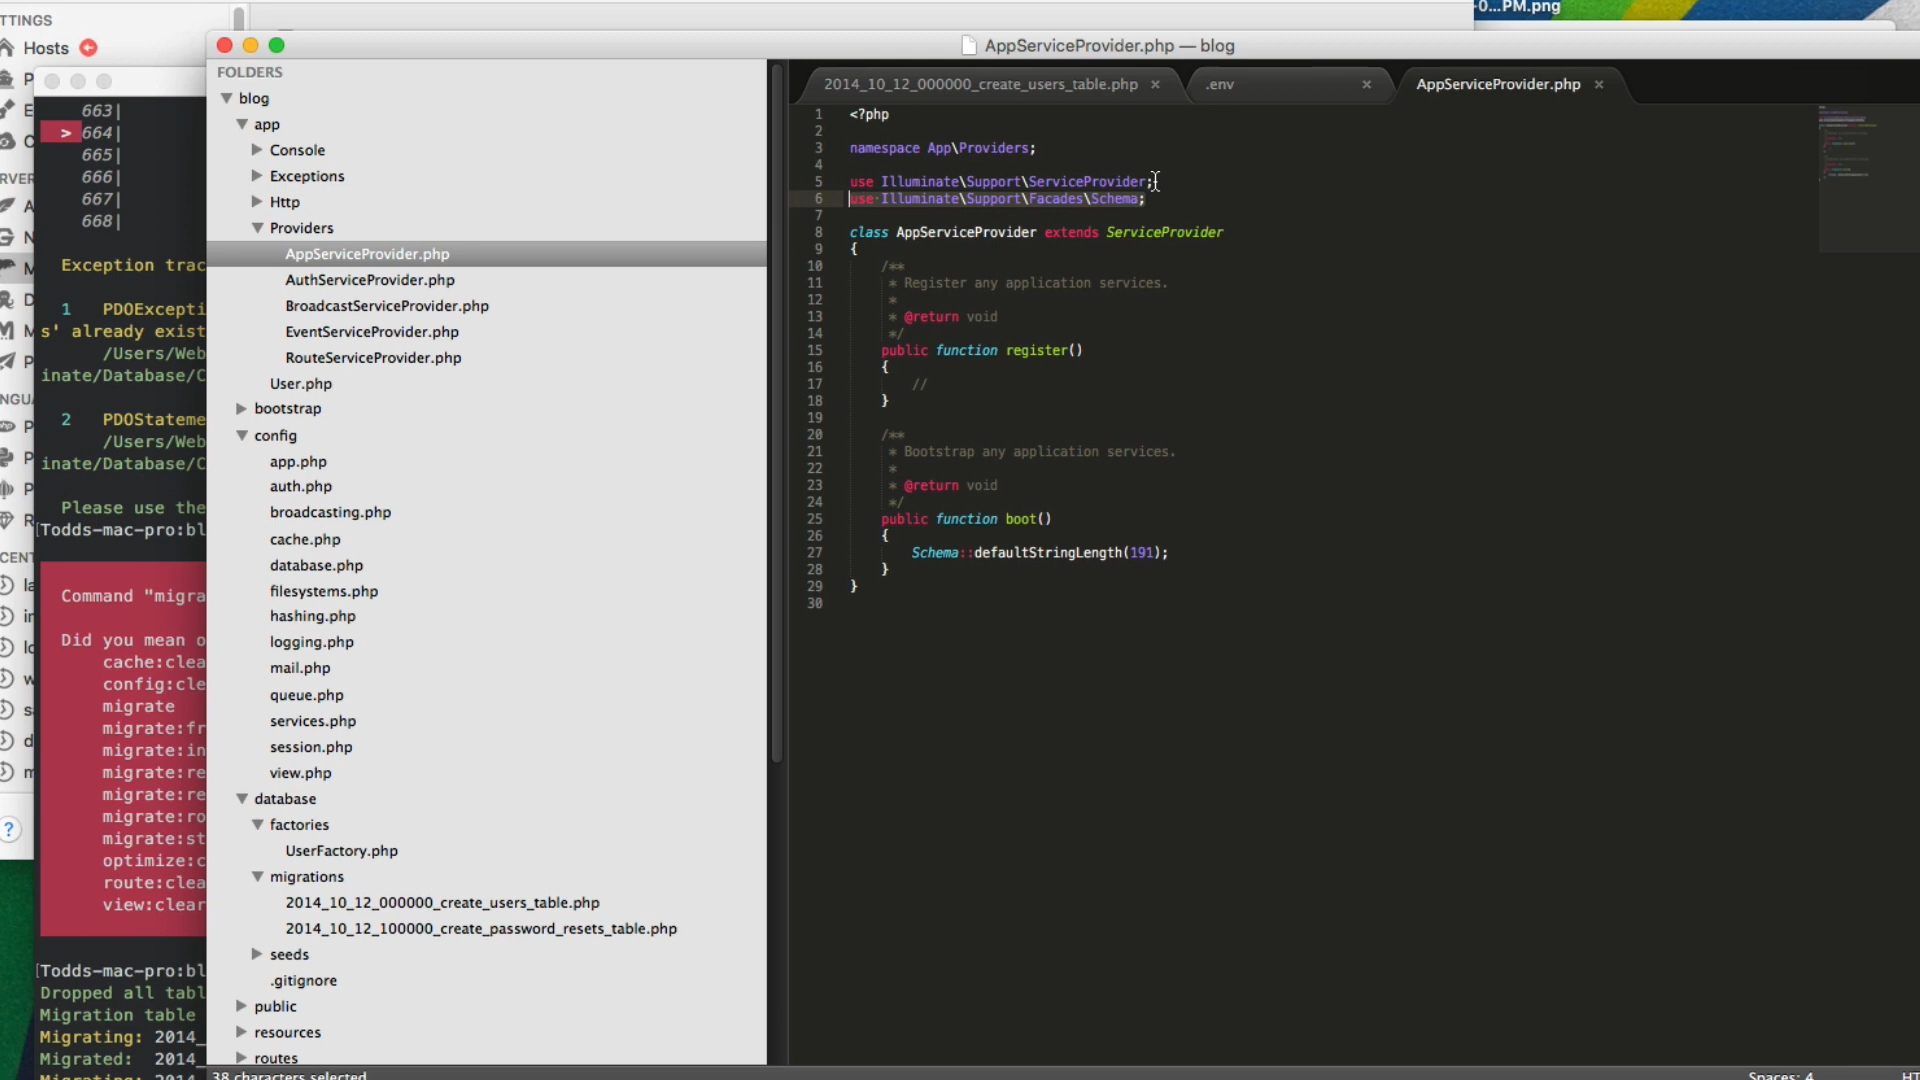 -0...PM.png
TTINGS
Hosts
AppServiceProvider.php — blog
663|
> 664|
665|
666|
667|
668|
Exception trac
1 PDOExcepti
s' already exist
/Users/Web
inate/Database/C
2 PDOStateme
/Users/Web
inate/Database/C
Please use the
[Todds-mac-pro:bl
Command "migra
Did you mean o
cache:clea
config:cle
migrate
migrate:fr
migrate:in
migrate:re
migrate:re
migrate:ro
migrate:st
optimize:c
route:clea
view:clear
[Todds-mac-pro:bl
Dropped all tabl
Migration table
Migrating: 2014_
Migrated: 2014_
Migrating: 2014
FOLDERS
blog
app
Console
Exceptions
Http
Providers
AppServiceProvider.php
AuthServiceProvider.php
BroadcastServiceProvider.php
EventServiceProvider.php
RouteServiceProvider.php
User.php
bootstrap
config
app.php
auth.php
broadcasting.php
cache.php
database.php
filesystems.php
hashing.php
logging.php
mail.php
queue.php
services.php
session.php
view.php
database
factories
UserFactory.php
migrations
2014_10_12_000000_create_users_table.php
2014_10_12_100000_create_password_resets_table.php
seeds
.gitignore
public
resources
routes
2014_10_12_000000_create_users_table.php × .env × AppServiceProvider.php ×
1 <?php
2
3 namespace App\Providers;
4
5 use Illuminate\Support\ServiceProvider;
6 use Illuminate\Support\Facades\Schema;
7
8 class AppServiceProvider extends ServiceProvider
9 {
10 /**
11 * Register any application services.
12 *
13 * @return void
14 */
15 public function register()
16 {
17 //
18 }
19
20 /**
21 * Bootstrap any application services.
22 *
23 * @return void
24 */
25 public function boot()
26 {
27 Schema::defaultStringLength(191);
28 }
29 }
30
38 characters selected
Spaces: 4
HT